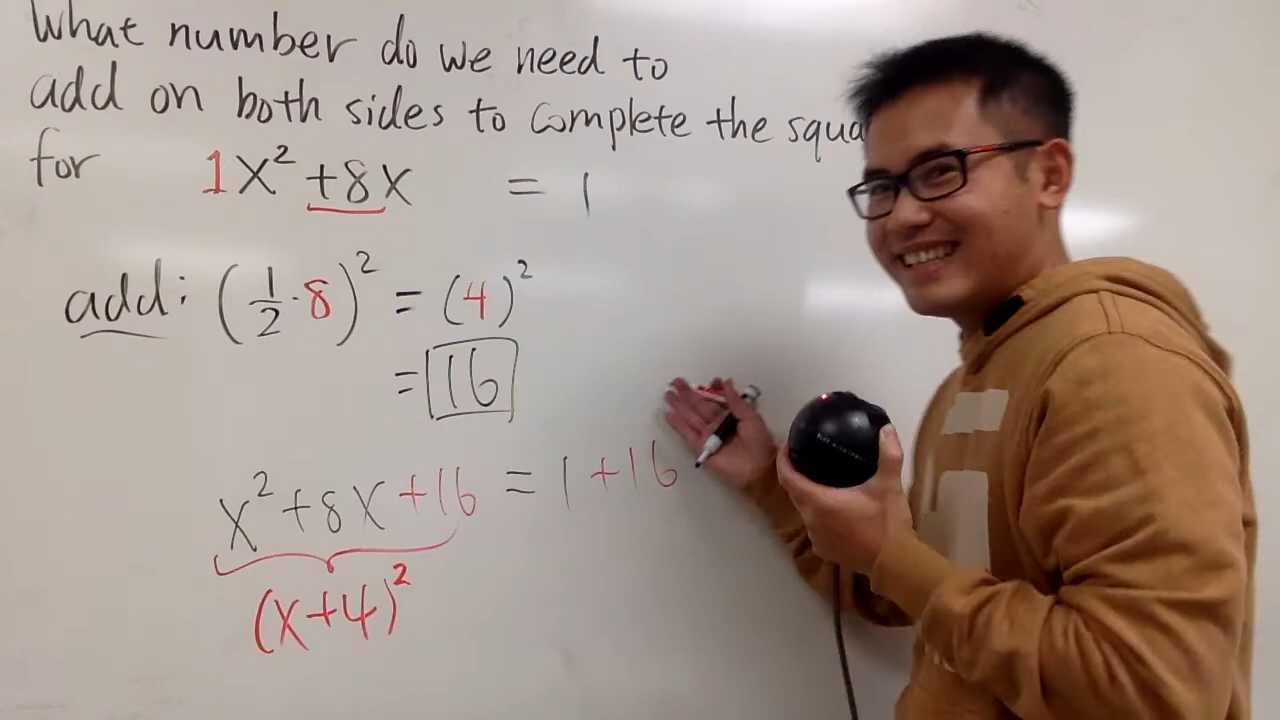 What number do we need to
add on both sides to complete the squa
for 1x² +8x = 1
add: (1/2 · 8)² = (4)²
= 16
x² + 8x + 16 = 1 + 16
(x+4)²